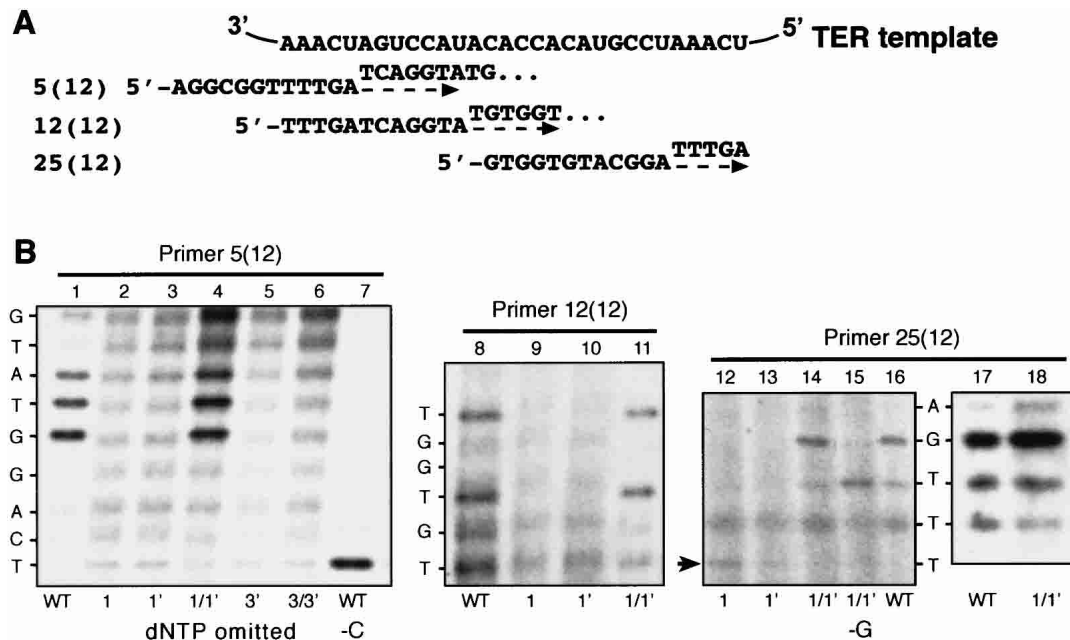 A
3' AAACUAGUCCAUACACCACAUGCCUAAACU 5' TER template
5(12) 5'-AGGCGGTTTTGA TCAGGTATG...
12(12) 5'-TTTGATCAGGTA TGTGGT...
25(12) 5'-GTGGTGTACGGA TTTGA
B
Primer 5(12)
1 2 3 4 5 6 7
G
T
A
T
G
G
A
C
T
WT 1 1' 1/1' 3' 3/3' WT
dNTP omitted -C
Primer 12(12)
8 9 10 11
T
G
G
T
G
T
WT 1 1' 1/1'
Primer 25(12)
12 13 14 15 16 17 18
A
G
T
T
T
1 1' 1/1' 1/1' WT WT 1/1'
-G